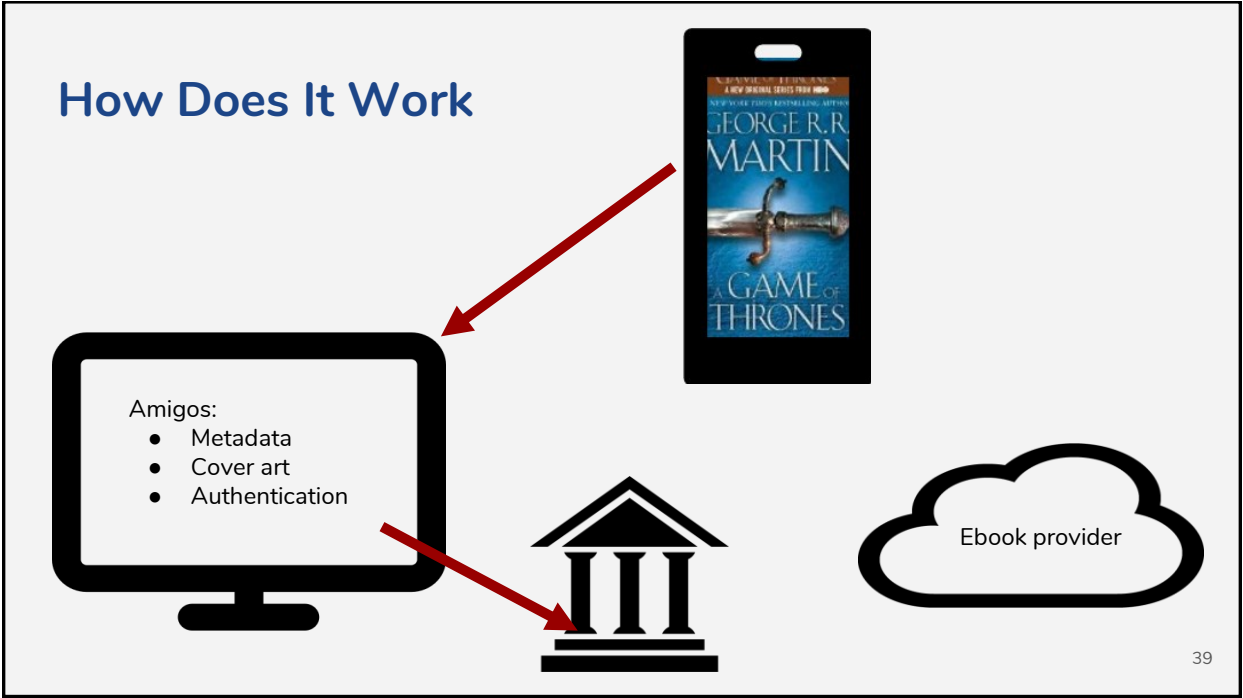 How Does It Work
GAME OF THRONES
A NEW ORIGINAL SERIES FROM HBO
NEW YORK TIMES BESTSELLING AUTHOR
GEORGE R.R.
MARTIN
A GAME OF
THRONES
Amigos:
● Metadata
● Cover art
● Authentication
Ebook provider
39